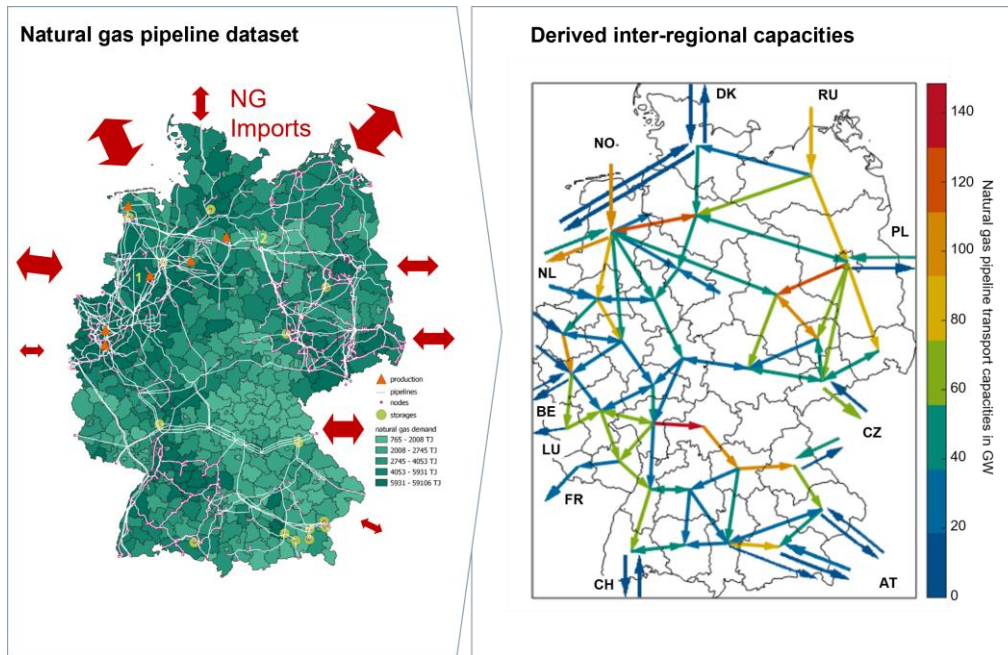 Natural gas pipeline dataset
NG
Imports
1
2
production
pipelines
nodes
storages
natural gas demand
765 - 2008 TJ
2008 - 2745 TJ
2745 - 4053 TJ
4053 - 5931 TJ
5931 - 59106 TJ
Derived inter-regional capacities
DK
RU
NO
PL
NL
BE
CZ
LU
FR
CH
AT
140
120
100
80
60
40
20
0
Natural gas pipeline transport capacities in GW